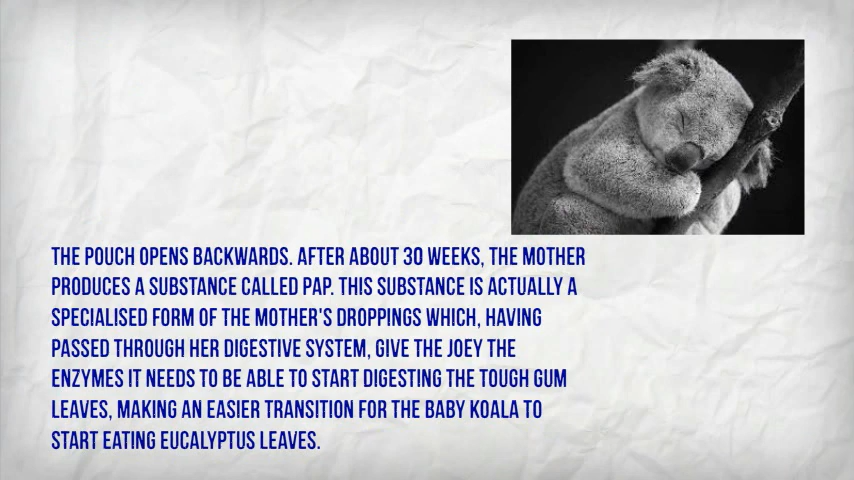 THE POUCH OPENS BACKWARDS. AFTER ABOUT 30 WEEKS, THE MOTHER
PRODUCES A SUBSTANCE CALLED PAP. THIS SUBSTANCE IS ACTUALLY A
SPECIALISED FORM OF THE MOTHER'S DROPPINGS WHICH, HAVING
PASSED THROUGH HER DIGESTIVE SYSTEM, GIVE THE JOEY THE
ENZYMES IT NEEDS TO BE ABLE TO START DIGESTING THE TOUGH GUM
LEAVES, MAKING AN EASIER TRANSITION FOR THE BABY KOALA TO
START EATING EUCALYPTUS LEAVES.